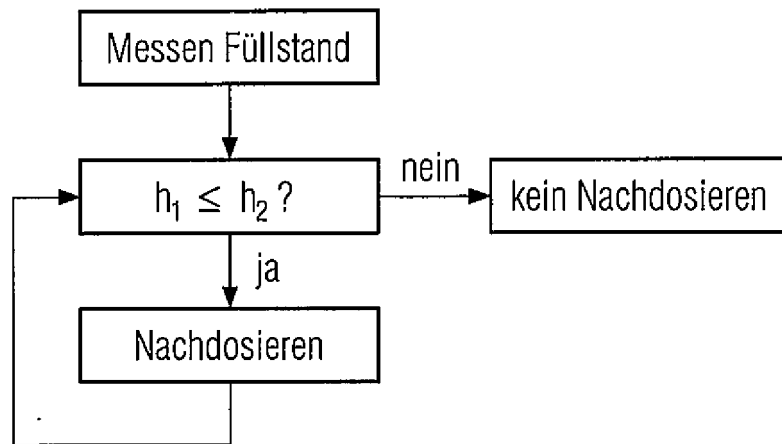 Messen Füllstand
h₁ ≤ h₂ ?
nein
kein Nachdosieren
ja
Nachdosieren